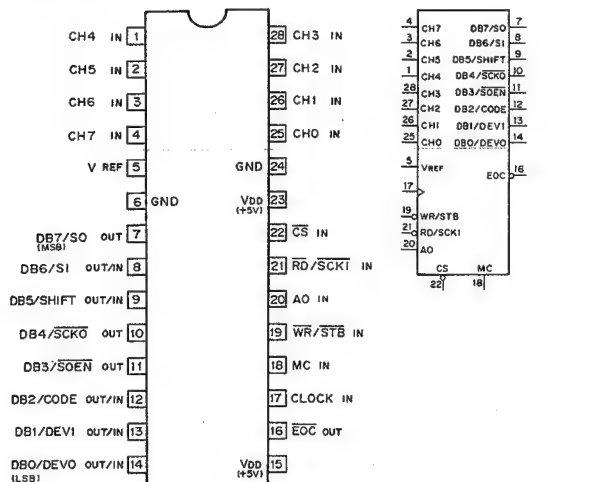 CH4 IN 1
CH5 IN 2
CH6 IN 3
CH7 IN 4
V REF 5
6 GND
DB7/SO OUT 7
(MSB)
DB6/SI OUT/IN 8
DB5/SHIFT OUT/IN 9
DB4/SCKO OUT 10
DB3/SOEN OUT 11
DB2/CODE OUT/IN 12
DB1/DEV1 OUT/IN 13
DB0/DEV0 OUT/IN 14
(LSB)
28 CH3 IN
27 CH2 IN
26 CH1 IN
25 CH0 IN
GND 24
VDD 23
(+5V)
22 CS IN
21 RD/SCK1 IN
20 A0 IN
19 WR/STB IN
18 MC IN
17 CLOCK IN
16 EOC OUT
VDD 15
(+5V)
4 CH7 DB7/SO 7
3 CH6 DB6/SI 8
2 CH5 DB5/SHIFT 9
1 CH4 DB4/SCKO 10
28 CH3 DB3/SOEN 11
27 CH2 DB2/CODE 12
26 CH1 DB1/DEV1 13
25 CH0 DB0/DEV0 14
5 VREF
EOC 16
17
19 WR/STB
21 RD/SCK1
20 A0
CS MC
22 18